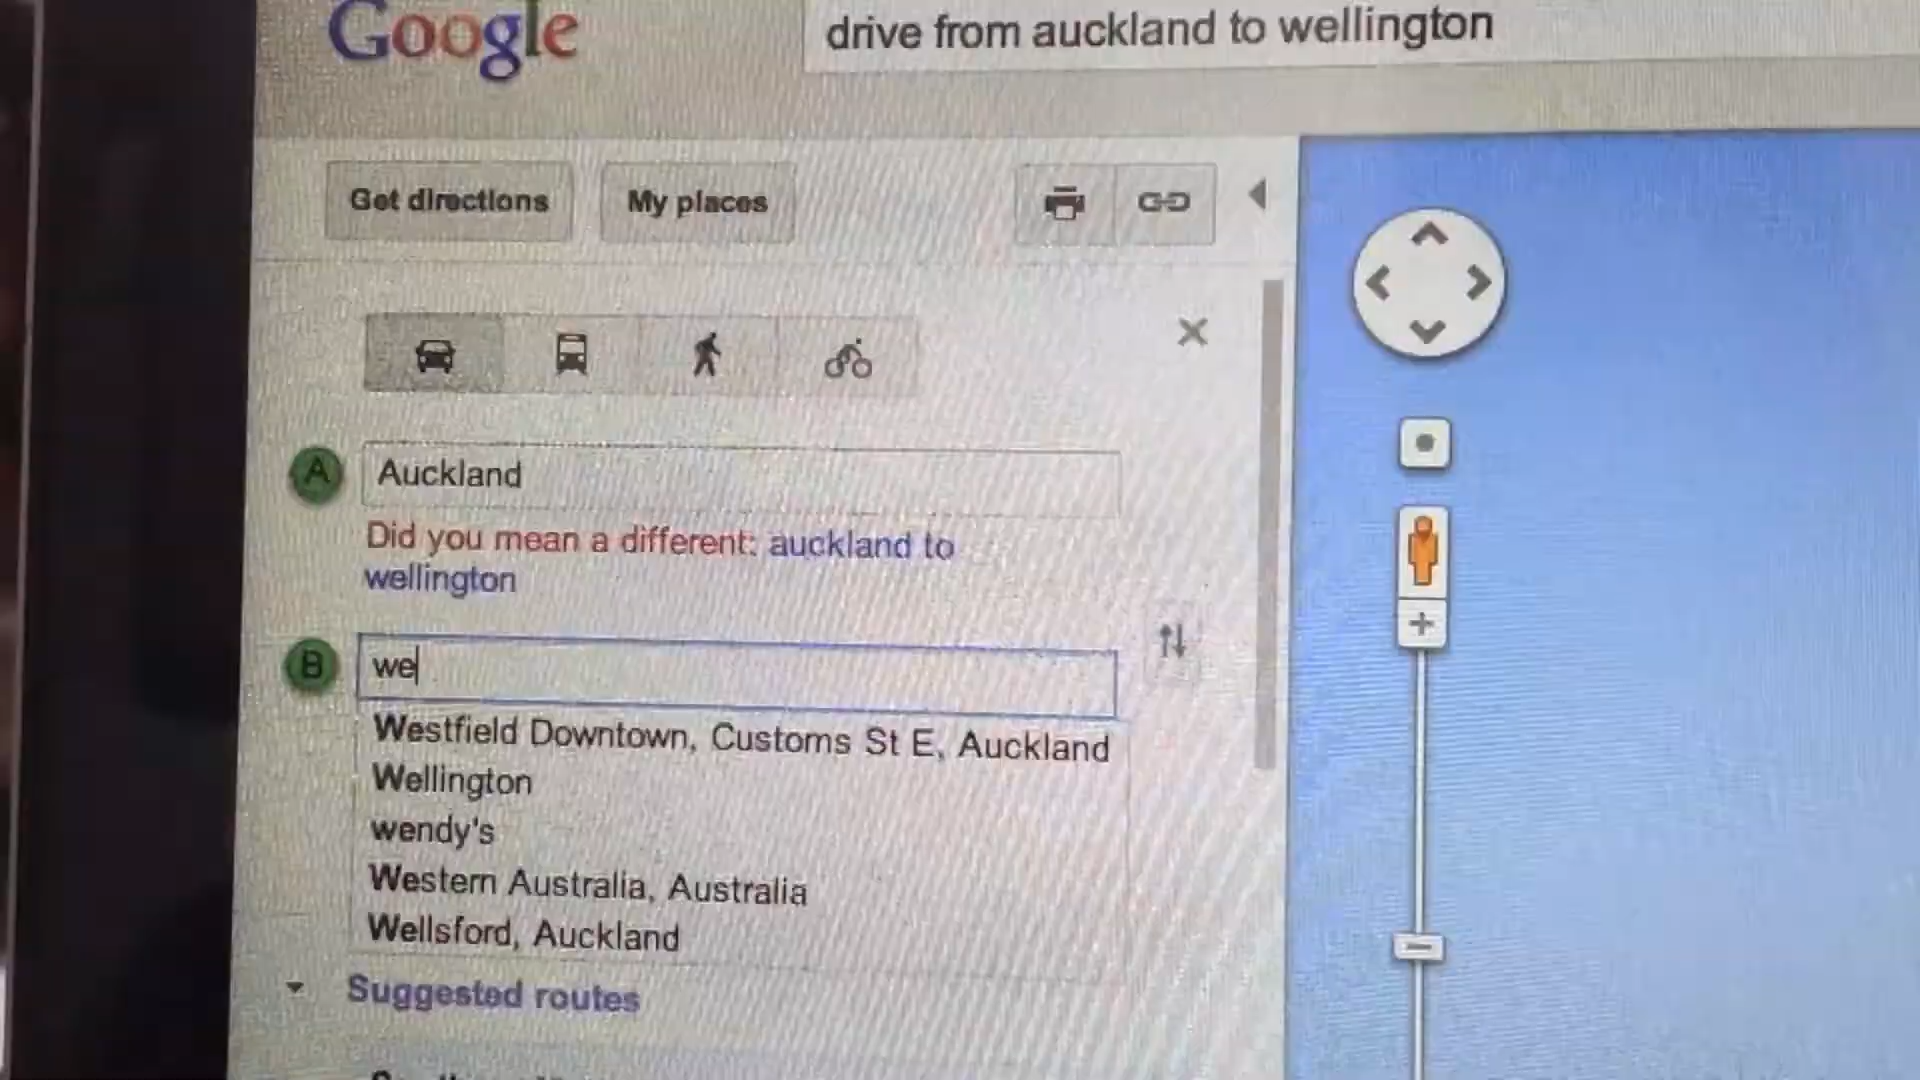 Google
drive from auckland to wellington
Get directions
My places
A
Auckland
Did you mean a different: auckland to
wellington
B
we
Westfield Downtown, Customs St E, Auckland
Wellington
wendy's
Western Australia, Australia
Wellsford, Auckland
Suggested routes